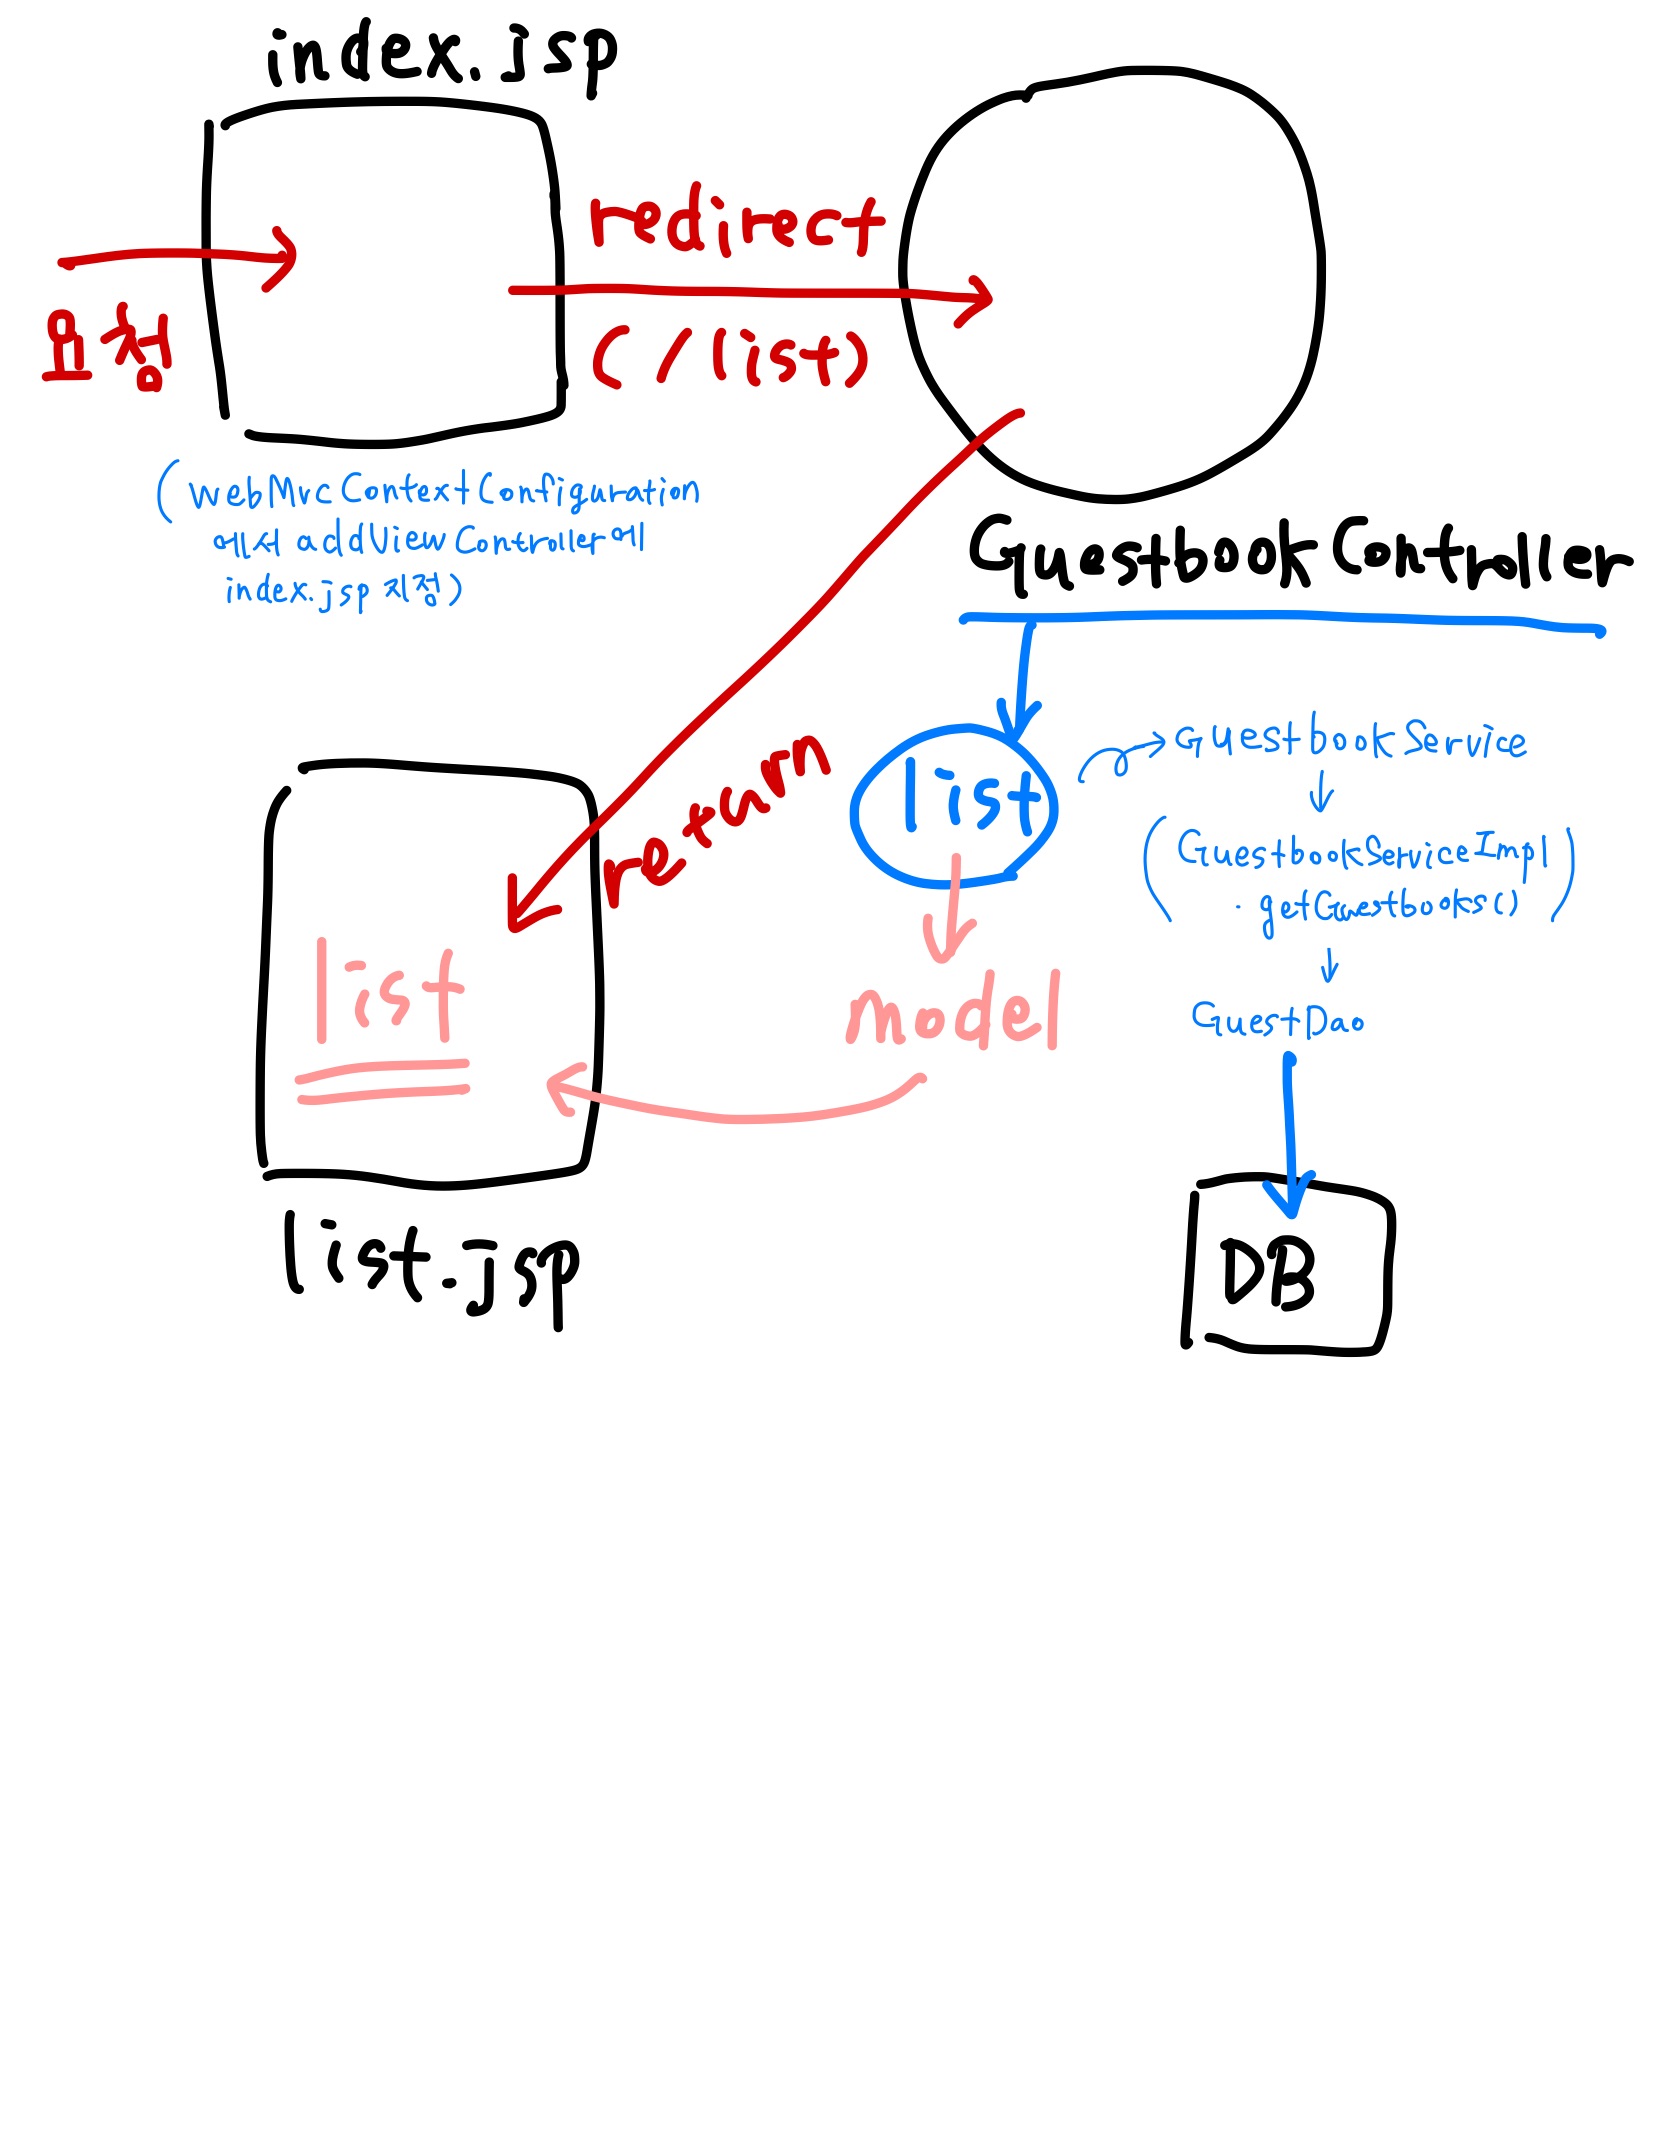 index.jsp
요청
redirect
(/list)
(WebMvcContextConfiguration
에서 addViewController에
index.jsp 지정)
GuestbookController
list
GuestbookService
(GuestbookServiceImpl
.getGuestbooks())
GuestDao
return
model
list
list.jsp
DB